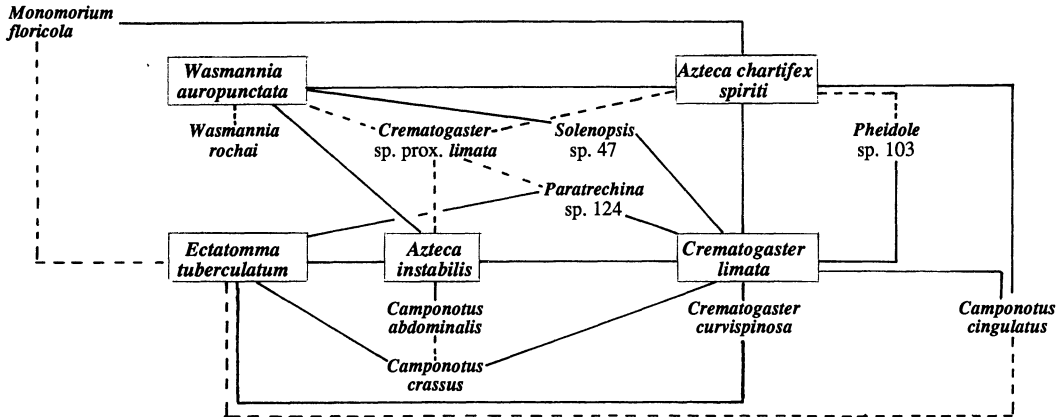 Monomorium
floricola
Wasmannia
auropunctata
Azteca chartifex
spiriti
Wasmannia
rochai
Crematogaster
sp. prox. limata
Solenopsis
sp. 47
Pheidole
sp. 103
Paratrechina
sp. 124
Ectatomma
tuberculatum
Azteca
instabilis
Crematogaster
limata
Camponotus
abdominalis
Crematogaster
curvispinosa
Camponotus
cingulatus
Camponotus
crassus